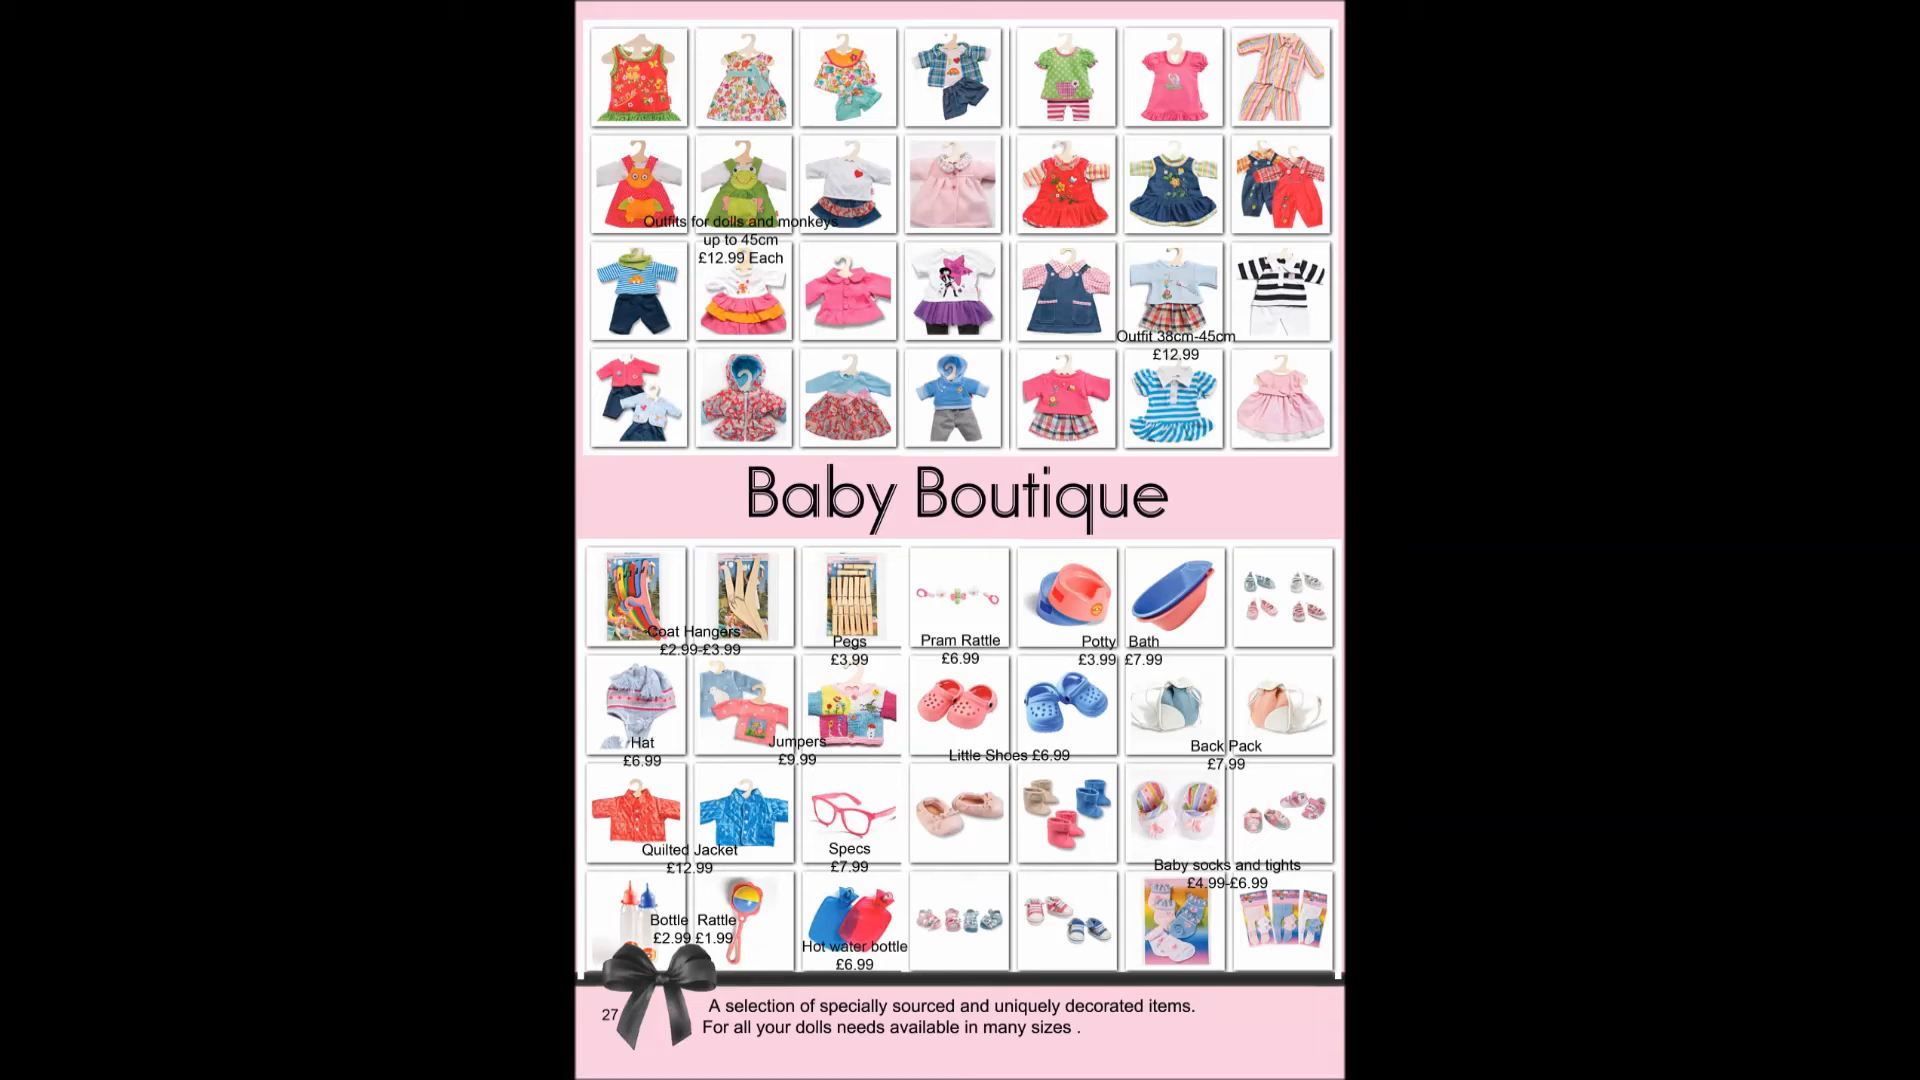 Outfits for dolls and monkeys
up to 45cm
£12.99 Each
Outfit 38cm-45cm
£12.99
Baby Boutique
Coat Hangers
£2.99-£3.99
Pegs
£3.99
Pram Rattle
£6.99
Potty Bath
£3.99 £7.99
Hat
£6.99
Jumpers
£9.99
Little Shoes £6.99
Back Pack
£7.99
Quilted Jacket
£12.99
Specs
£7.99
Baby socks and tights
£4.99-£6.99
Bottle Rattle
£2.99 £1.99
Hot water bottle
£6.99
27
A selection of specially sourced and uniquely decorated items.
For all your dolls needs available in many sizes .